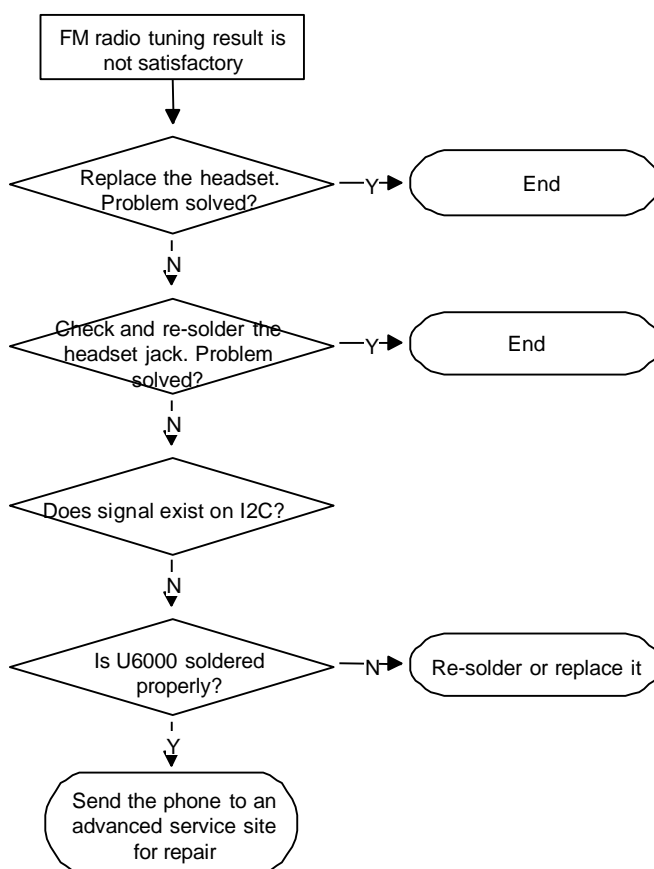 FM radio tuning result is
not satisfactory
Replace the headset.
Problem solved?
Y
End
N
Check and re-solder the
headset jack. Problem
solved?
Y
End
N
Does signal exist on I2C?
N
Is U6000 soldered
properly?
N
Re-solder or replace it
Y
Send the phone to an
advanced service site
for repair